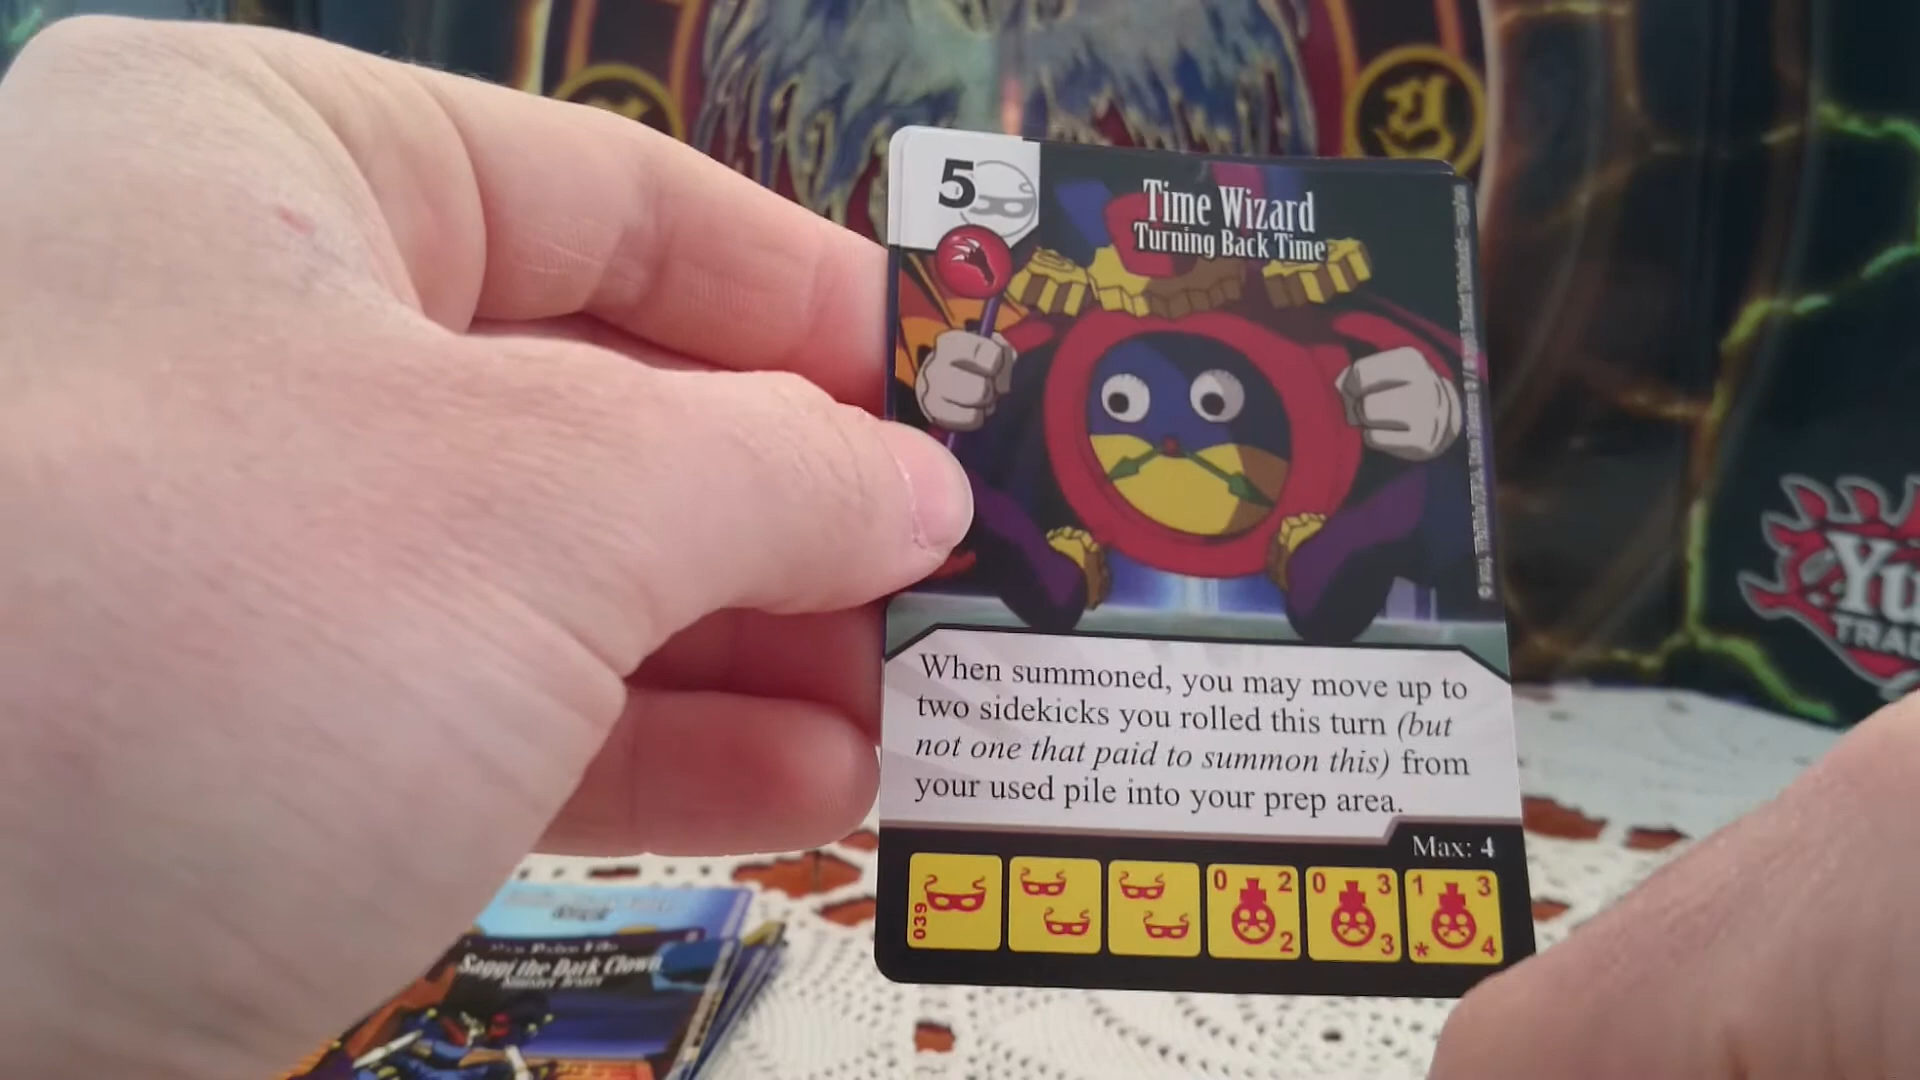 5
Time Wizard
Turning Back Time
When summoned, you may move up to
two sidekicks you rolled this turn (but
not one that paid to summon this) from
your used pile into your prep area.
Max: 4
039
0 2
2
0 3
3
1 3
* 4
Saggi the Dark Clown
Yu
TRAD